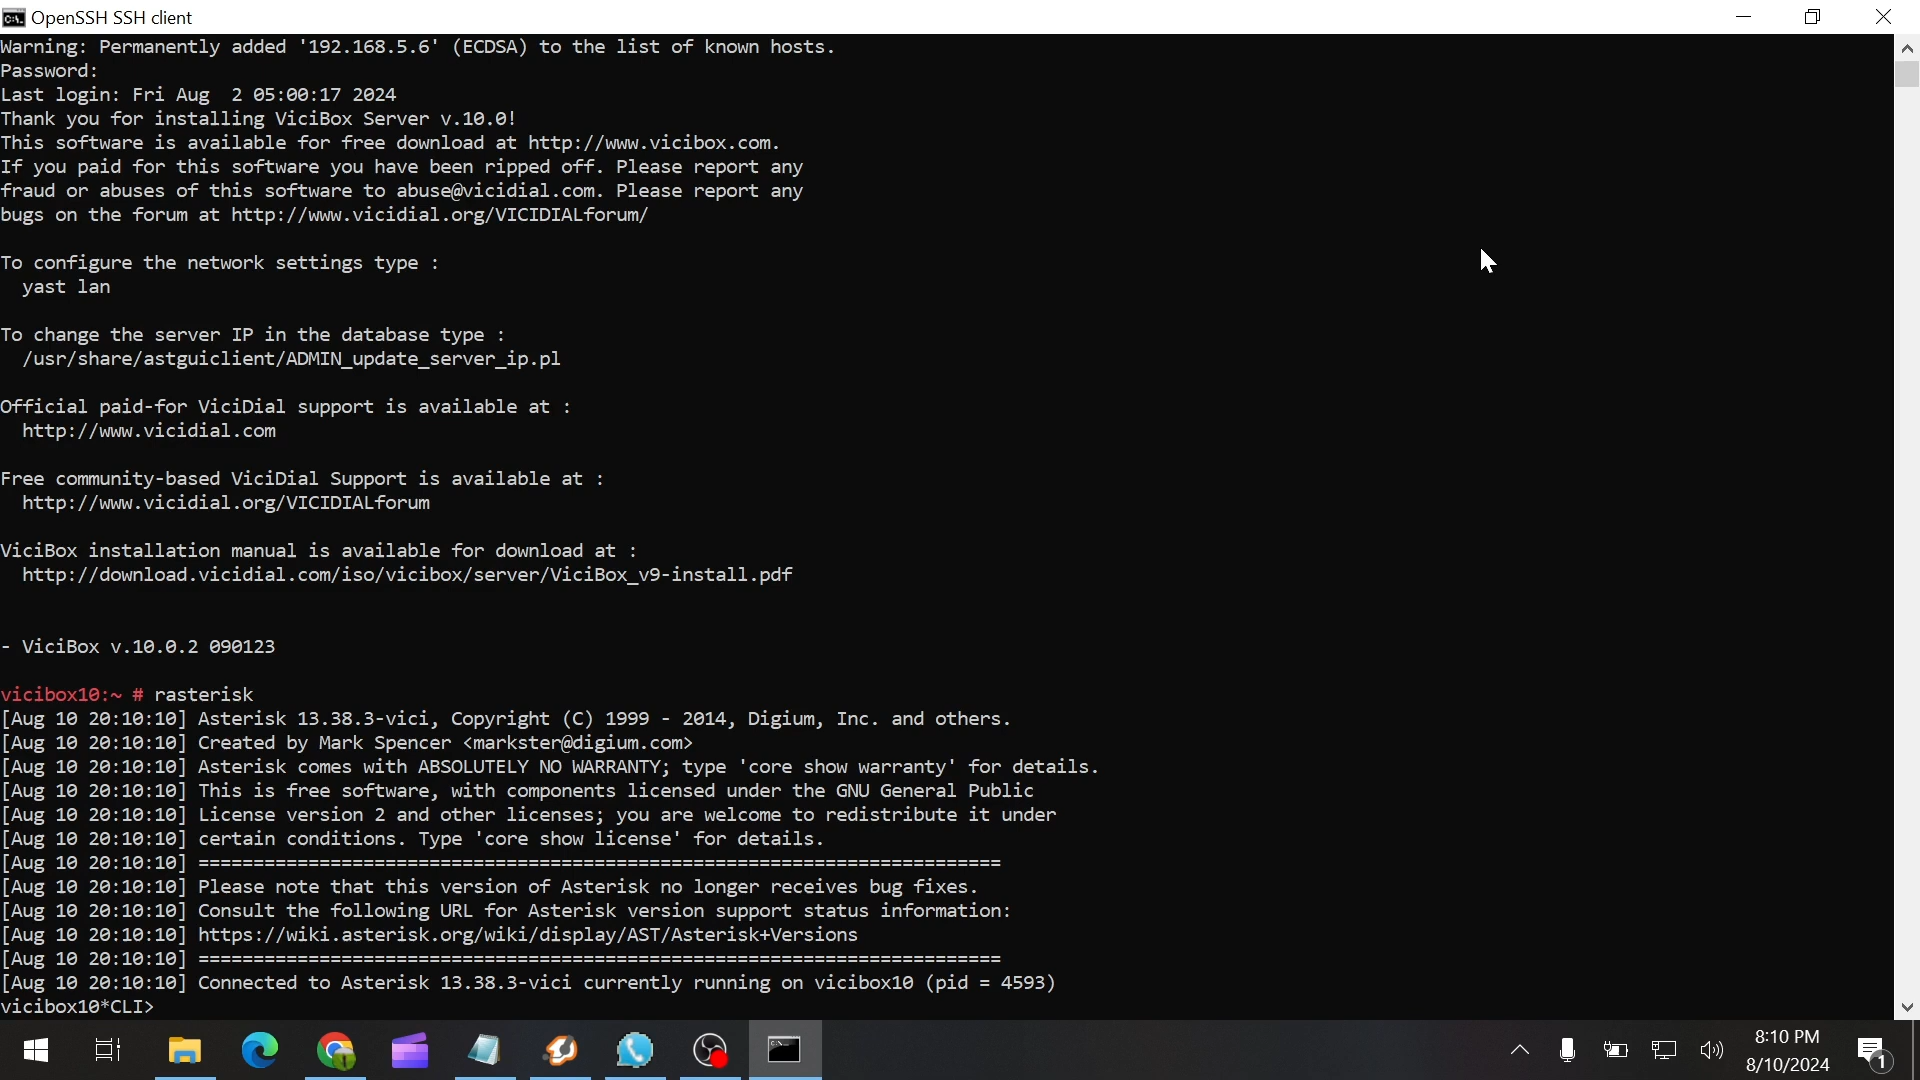 OpenSSH SSH client
Warning: Permanently added '192.168.5.6' (ECDSA) to the list of known hosts.
Password:
Last login: Fri Aug  2 05:00:17 2024
Thank you for installing ViciBox Server v.10.0!
This software is available for free download at http://www.vicibox.com.
If you paid for this software you have been ripped off. Please report any
fraud or abuses of this software to abuse@vicidial.com. Please report any
bugs on the forum at http://www.vicidial.org/VICIDIALforum/
To configure the network settings type :
yast lan
To change the server IP in the database type :
/usr/share/astguiclient/ADMIN_update_server_ip.pl
Official paid-for ViciDial support is available at :
http://www.vicidial.com
Free community-based ViciDial Support is available at :
http://www.vicidial.org/VICIDIALforum
ViciBox installation manual is available for download at :
http://download.vicidial.com/iso/vicibox/server/ViciBox_v9-install.pdf
- ViciBox v.10.0.2 090123
vicibox10:~ # rasterisk
[Aug 10 20:10:10] Asterisk 13.38.3-vici, Copyright (C) 1999 - 2014, Digium, Inc. and others.
[Aug 10 20:10:10] Created by Mark Spencer <markster@digium.com>
[Aug 10 20:10:10] Asterisk comes with ABSOLUTELY NO WARRANTY; type 'core show warranty' for details.
[Aug 10 20:10:10] This is free software, with components licensed under the GNU General Public
[Aug 10 20:10:10] License version 2 and other licenses; you are welcome to redistribute it under
[Aug 10 20:10:10] certain conditions. Type 'core show license' for details.
[Aug 10 20:10:10] =========================================================================
[Aug 10 20:10:10] Please note that this version of Asterisk no longer receives bug fixes.
[Aug 10 20:10:10] Consult the following URL for Asterisk version support status information:
[Aug 10 20:10:10] https://wiki.asterisk.org/wiki/display/AST/Asterisk+Versions
[Aug 10 20:10:10] =========================================================================
[Aug 10 20:10:10] Connected to Asterisk 13.38.3-vici currently running on vicibox10 (pid = 4593)
vicibox10*CLI>
8:10 PM
8/10/2024
1